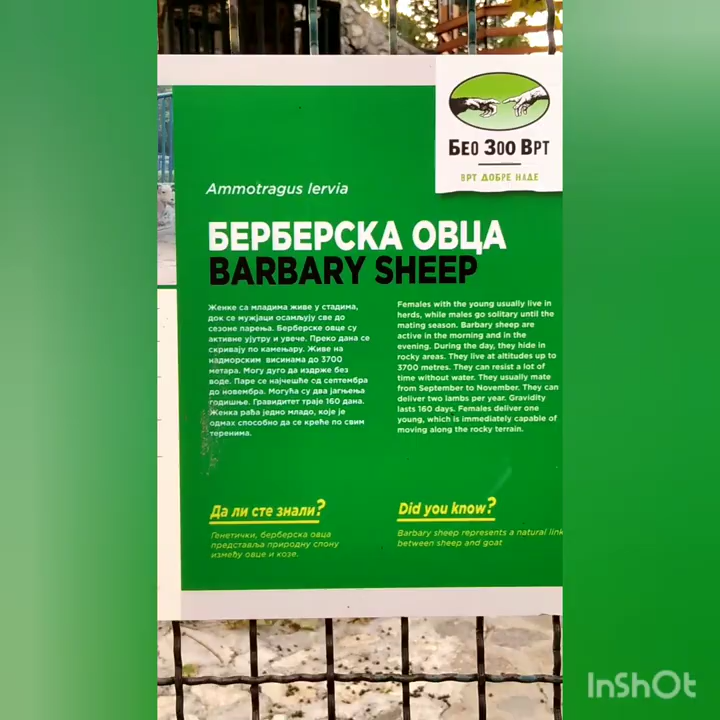 БЕО ЗОО ВРТ
ВРТ ДОБРЕ НАДЕ
Ammotragus lervia
БЕРБЕРСКА ОВЦА
BARBARY SHEEP
Женке са младима живе у стадима,
док се мужјаци осамљују све до
сезоне парења. Берберске овце су
активне ујутру и увече. Преко дана се
скривају по камењару. Живе на
надморским висинама до 3700
метара. Могу дуго да издрже без
воде. Паре се најчешће сд септембра
до новембра. Могућа су два јагњења
годишње. Гравидитет траје 160 дана.
Женка рађа једно младо, које је
одмах способно да се креће по свим
теренима.
Females with the young usually live in
herds, while males go solitary until the
mating season. Barbary sheep are
active in the morning and in the
evening. During the day, they hide in
rocky areas. They live at altitudes up to
3700 metres. They can resist a lot of
time without water. They usually mate
from September to November. They can
deliver two lambs per year. Gravidity
lasts 160 days. Females deliver one
young, which is immediately capable of
moving along the rocky terrain.
Да ли сте знали?
Генетички, берберска овца
представља природну спону
између овце и козе.
Did you know?
Barbary sheep represents a natural link
between sheep and goat
InShOt